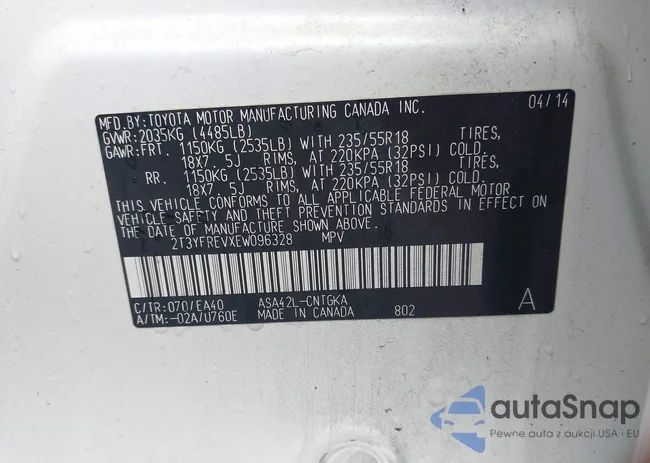 MFD.BY:TOYOTA MOTOR MANUFACTURING CANADA INC. 04/14
GVWR: 2035KG (4485LB)
GAWR:FRT. 1150KG (2535LB) WITH 235/55R18 TIRES,
18X7.5J RIMS, AT 220KPA (32PSI) COLD.
RR. 1150KG (2535LB) WITH 235/55R18 TIRES,
18X7.5J RIMS, AT 220KPA (32PSI) COLD.
THIS VEHICLE CONFORMS TO ALL APPLICABLE FEDERAL MOTOR
VEHICLE SAFETY AND THEFT PREVENTION STANDARDS IN EFFECT ON
THE DATE OF MANUFACTURE SHOWN ABOVE.
2T3YFREVXEW096328 MPV
C/TR:070/EA40 ASA42L-CNTGKA A
A/TM:-02A/U760E MADE IN CANADA 802
autoSnap
Pewne auta z aukcji USA i EU